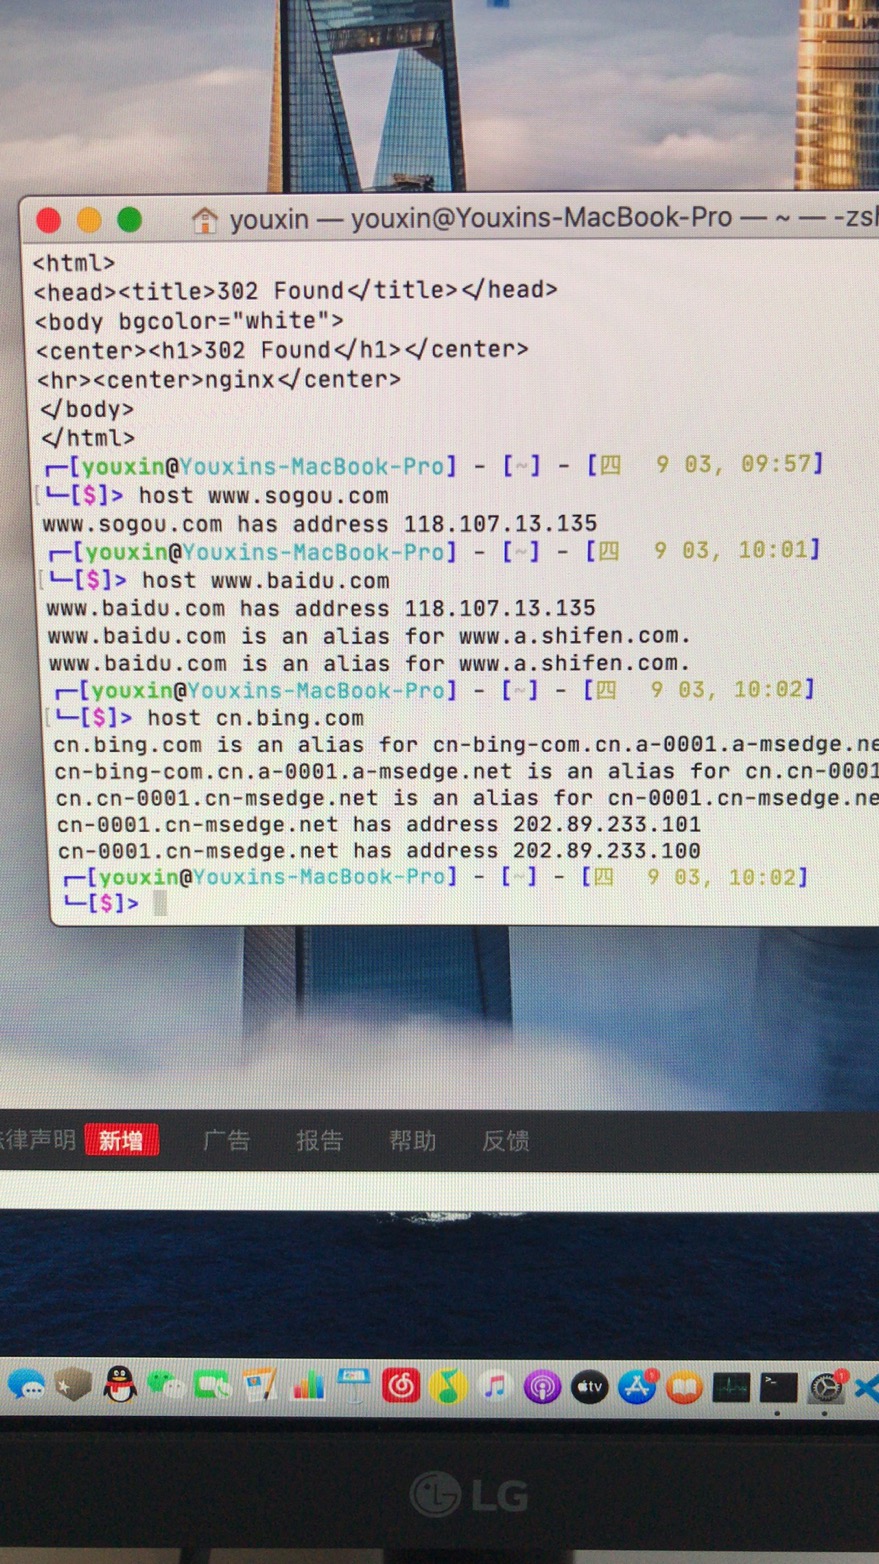 youxin — youxin@Youxins-MacBook-Pro — ~ — -zsh
<html>
<head><title>302 Found</title></head>
<body bgcolor="white">
<center><h1>302 Found</h1></center>
<hr><center>nginx</center>
</body>
</html>
┌─[youxin@Youxins-MacBook-Pro] - [~] - [四  9 03, 09:57]
[└─[$]> host www.sogou.com
www.sogou.com has address 118.107.13.135
┌─[youxin@Youxins-MacBook-Pro] - [~] - [四  9 03, 10:01]
[└─[$]> host www.baidu.com
www.baidu.com has address 118.107.13.135
www.baidu.com is an alias for www.a.shifen.com.
www.baidu.com is an alias for www.a.shifen.com.
┌─[youxin@Youxins-MacBook-Pro] - [~] - [四  9 03, 10:02]
[└─[$]> host cn.bing.com
cn.bing.com is an alias for cn-bing-com.cn.a-0001.a-msedge.ne
cn-bing-com.cn.a-0001.a-msedge.net is an alias for cn.cn-0001
cn.cn-0001.cn-msedge.net is an alias for cn-0001.cn-msedge.ne
cn-0001.cn-msedge.net has address 202.89.233.101
cn-0001.cn-msedge.net has address 202.89.233.100
┌─[youxin@Youxins-MacBook-Pro] - [~] - [四  9 03, 10:02]
└─[$]>
律声明 新增 广告 报告 帮助 反馈
tv
LG